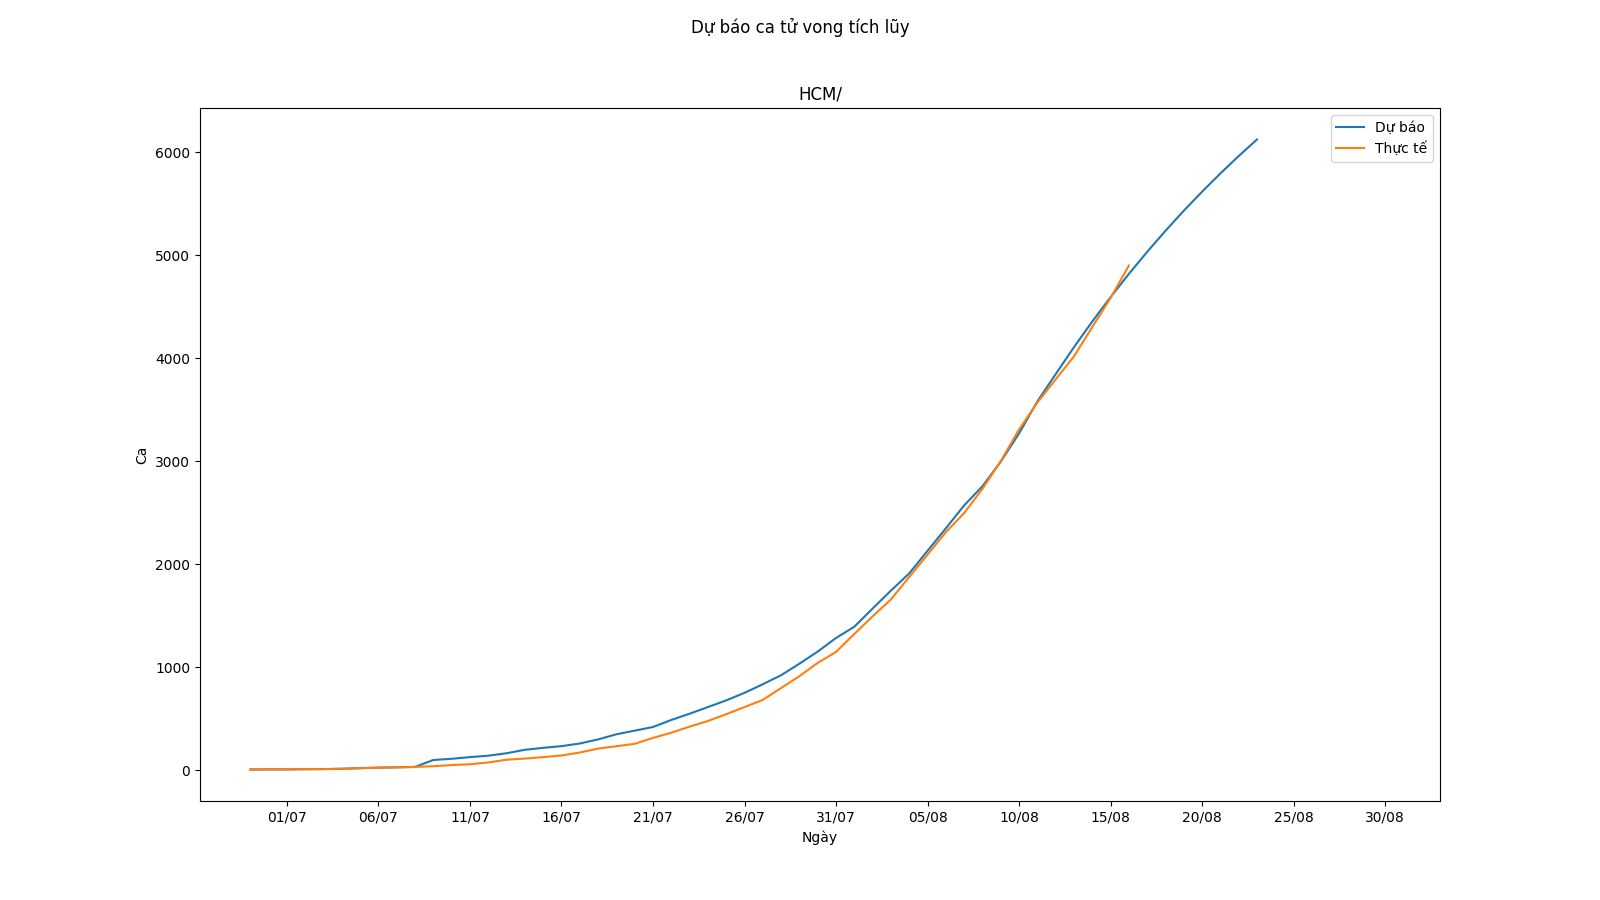 Dự báo ca tử vong tích lũy
HCM/
Dự báo
Thực tế
6000
5000
4000
3000
2000
1000
0
Ca
01/07 06/07 11/07 16/07 21/07 26/07 31/07 05/08 10/08 15/08 20/08 25/08 30/08
Ngày